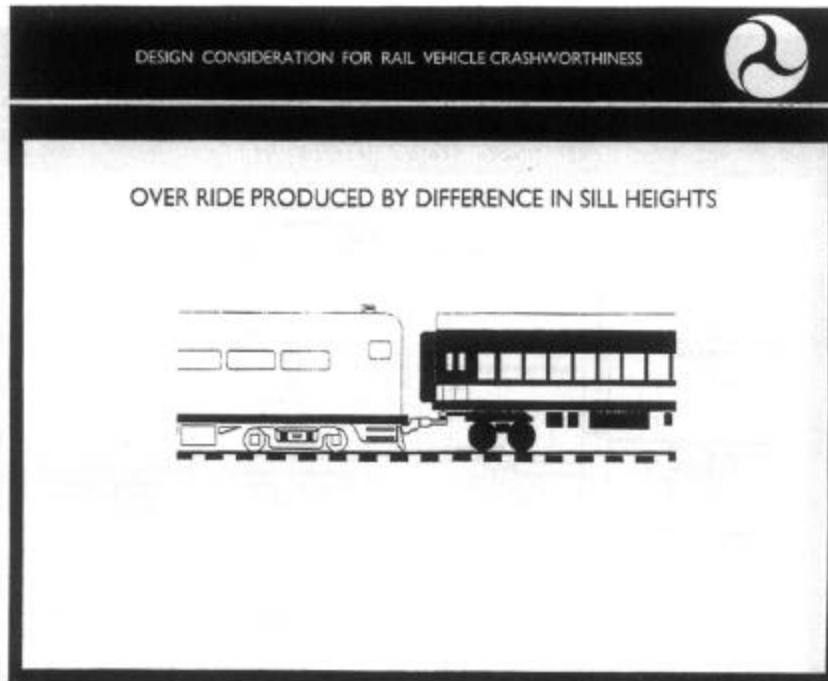 DESIGN CONSIDERATION FOR RAIL VEHICLE CRASHWORTHINESS
OVER RIDE PRODUCED BY DIFFERENCE IN SILL HEIGHTS